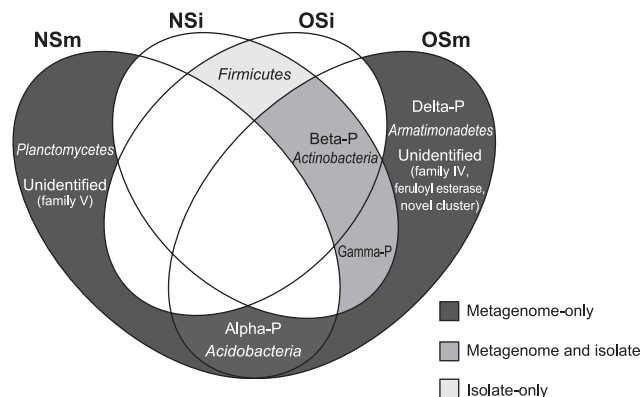 NSi
OSi
NSm
OSm
Firmicutes
Delta-P
Armatimonadetes
Unidentified
(family IV,
feruloyl esterase,
novel cluster)
Beta-P
Actinobacteria
Planctomycetes
Unidentified
(family V)
Gamma-P
Alpha-P
Acidobacteria
Metagenome-only
Metagenome and isolate
Isolate-only